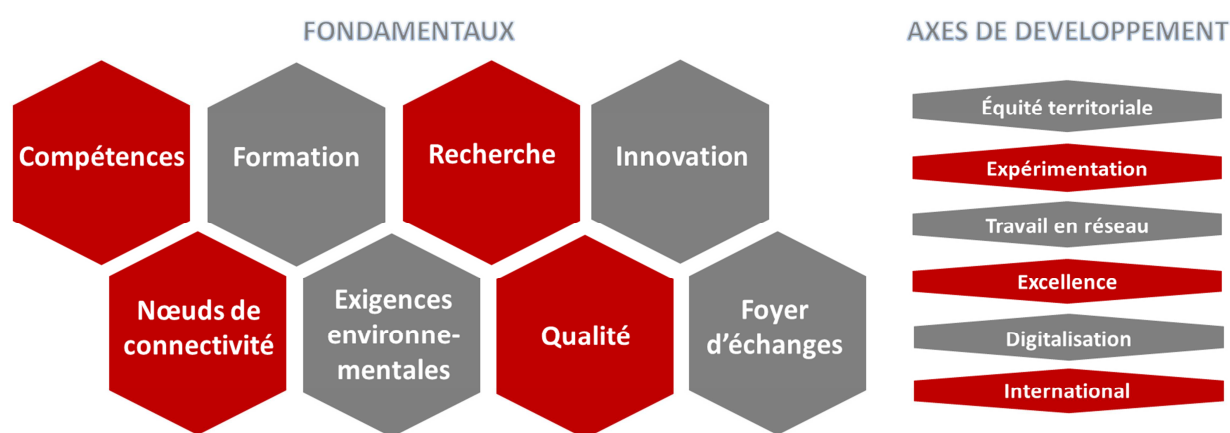 FONDAMENTAUX
Compétences
Formation
Recherche
Innovation
Nœuds de
connectivité
Exigences
environne-
mentales
Qualité
Foyer
d’échanges
AXES DE DEVELOPPEMENT
Équité territoriale
Expérimentation
Travail en réseau
Excellence
Digitalisation
International